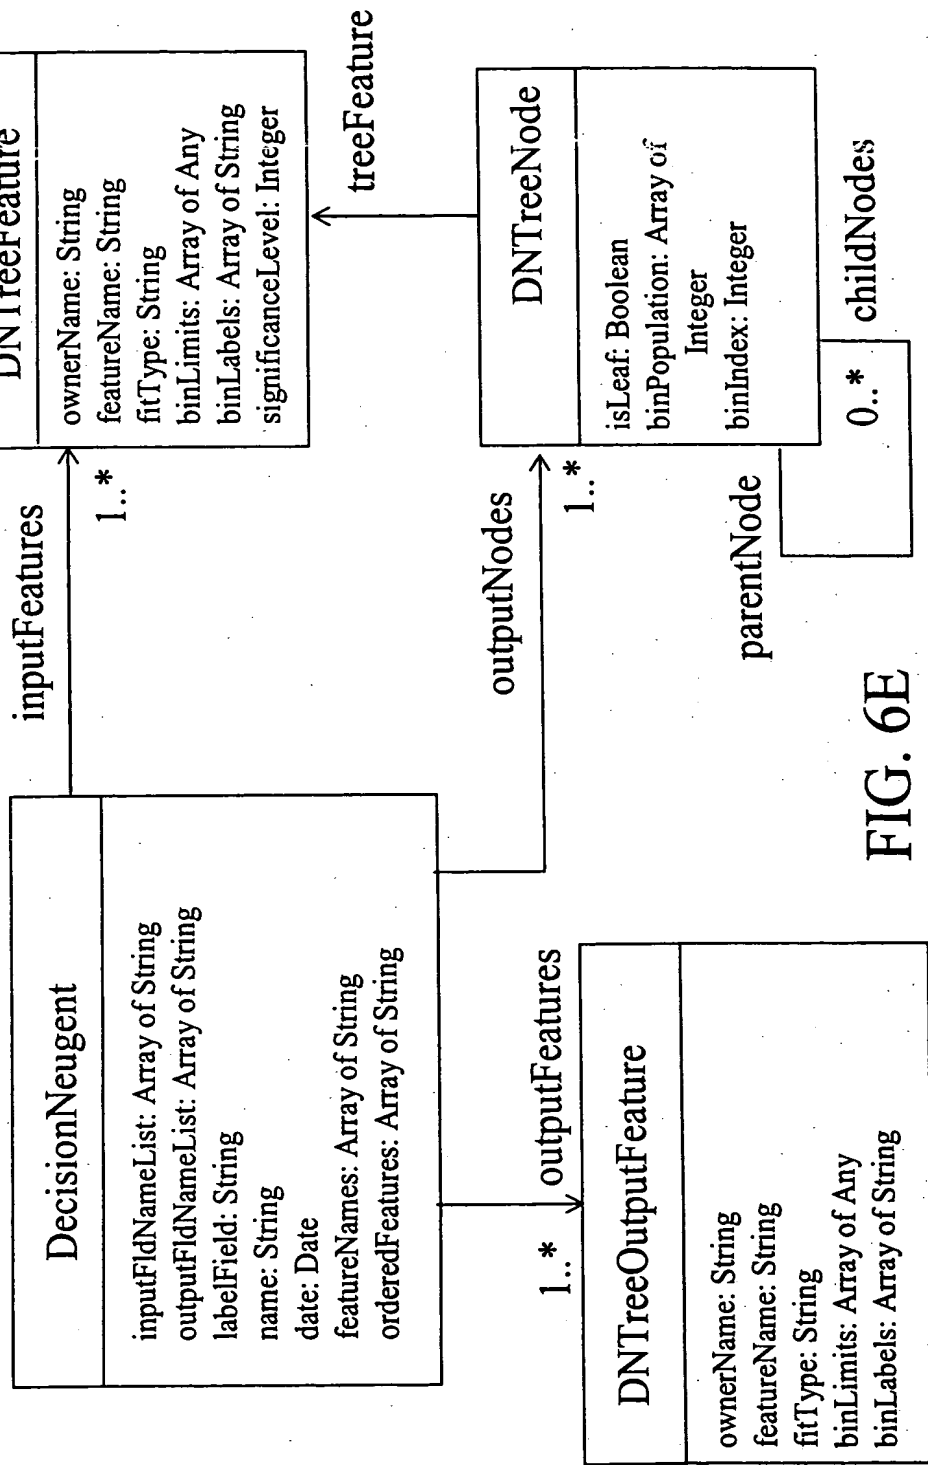 DecisionNeugent
inputFldNameList: Array of String
outputFldNameList: Array of String
labelField: String
name: String
date: Date
featureNames: Array of String
orderedFeatures: Array of String
inputFeatures
1..*
DNTreeFeature
ownerName: String
featureName: String
fitType: String
binLimits: Array of Any
binLabels: Array of String
significanceLevel: Integer
treeFeature
outputNodes
1..*
DNTreeNode
isLeaf: Boolean
binPopulation: Array of
Integer
binIndex: Integer
parentNode
0..*
childNodes
1..*
outputFeatures
DNTreeOutputFeature
ownerName: String
featureName: String
fitType: String
binLimits: Array of Any
binLabels: Array of String
FIG. 6E